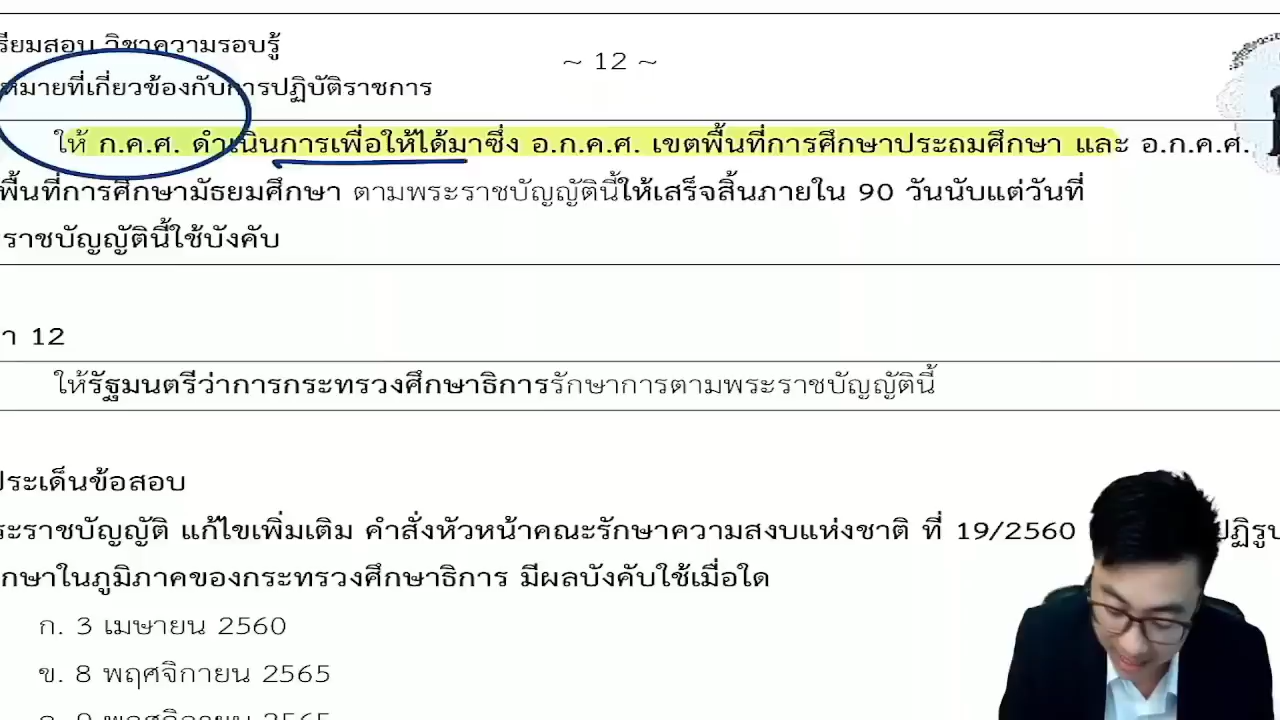 รียมสอบ วิชาความรอบรู้
~ 12 ~
หมายที่เกี่ยวข้องกับการปฏิบัติราชการ
ให้ ก.ค.ศ. ดำเนินการเพื่อให้ได้มาซึ่ง อ.ก.ค.ศ. เขตพื้นที่การศึกษาประถมศึกษา และ อ.ก.ค.ศ.
พื้นที่การศึกษามัธยมศึกษา ตามพระราชบัญญัตินี้ให้เสร็จสิ้นภายใน 90 วันนับแต่วันที่
ราชบัญญัตินี้ใช้บังคับ
า 12
ให้รัฐมนตรีว่าการกระทรวงศึกษาธิการรักษาการตามพระราชบัญญัตินี้
ประเด็นข้อสอบ
ระราชบัญญัติ แก้ไขเพิ่มเติม คำสั่งหัวหน้าคณะรักษาความสงบแห่งชาติ ที่ 19/2560 ปฏิรูป
กษาในภูมิภาคของกระทรวงศึกษาธิการ มีผลบังคับใช้เมื่อใด
ก. 3 เมษายน 2560
ข. 8 พฤศจิกายน 2565
ค. 9 พฤศจิกายน 2565